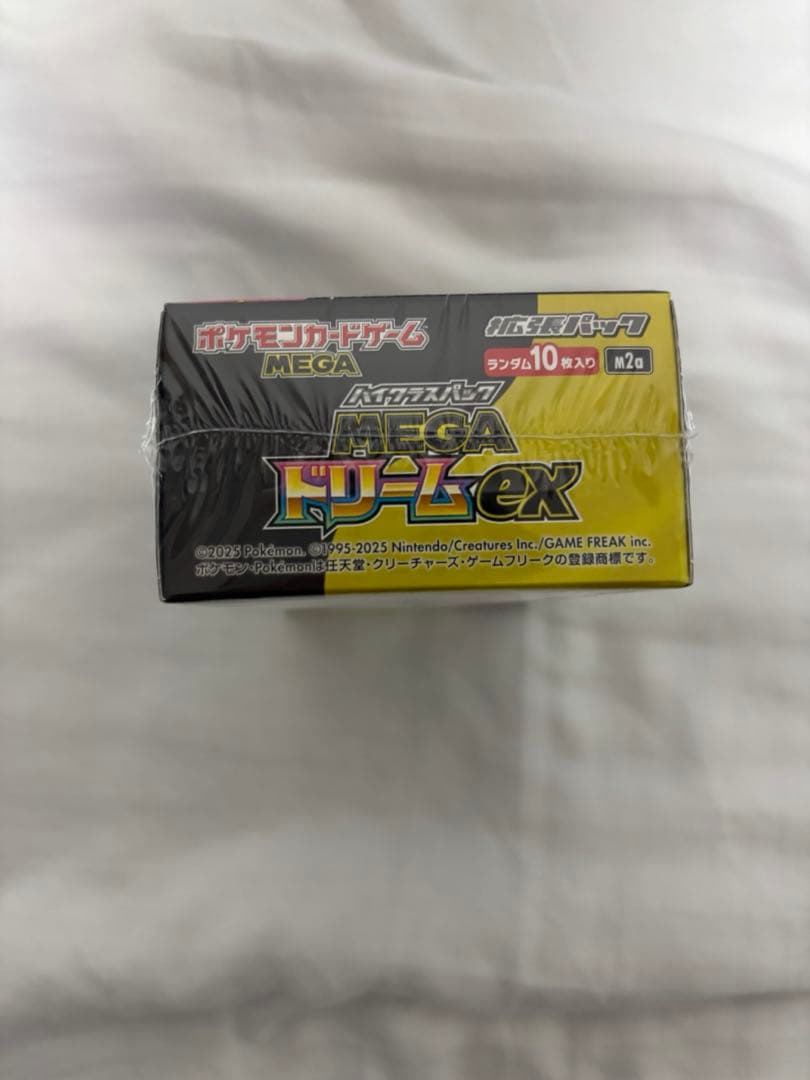 ポケモンカードゲーム
MEGA
拡張パック
ランダム10枚入り M2a
ハイクラスパック
MEGA
ドリームex
©2025 Pokémon. ©1995-2025 Nintendo/Creatures Inc./GAME FREAK inc.
ポケモン・Pokémonは任天堂・クリーチャーズ・ゲームフリークの登録商標です。